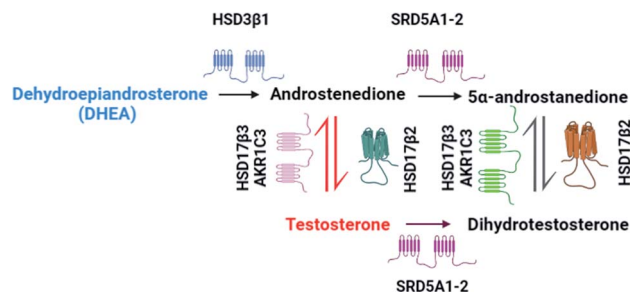 HSD3β1
SRD5A1-2
Dehydroepiandrosterone
(DHEA)
Androstenedione
5α-androstanedione
HSD17β3
AKR1C3
HSD17β2
HSD17β3
AKR1C3
HSD17β2
Testosterone
Dihydrotestosterone
SRD5A1-2